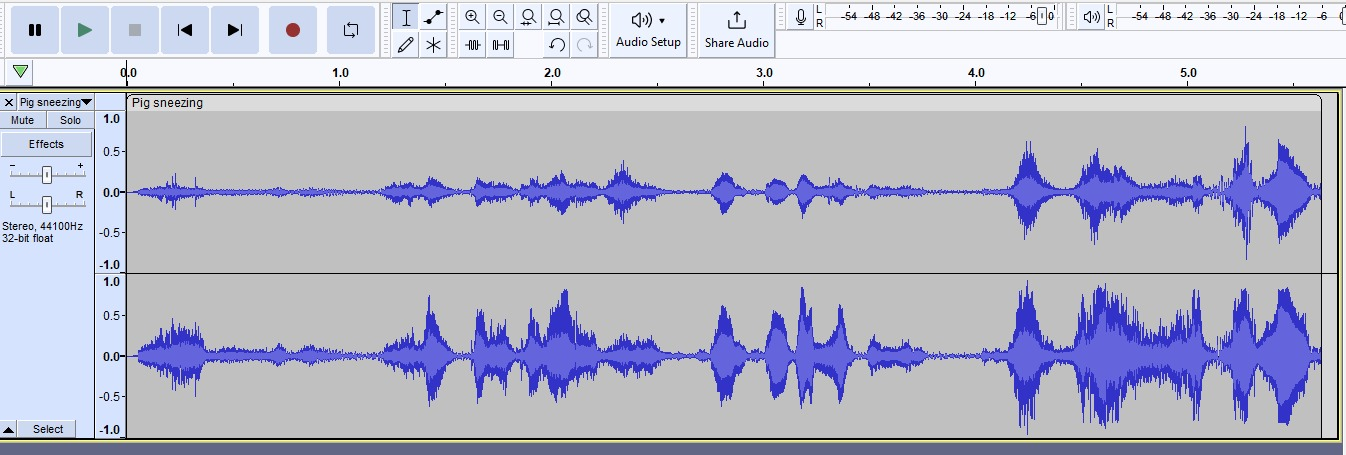 L
R
-54 -48 -42 -36 -30 -24 -18 -12 -6 0
L
R
-54 -48 -42 -36 -30 -24 -18 -12 -6
Audio Setup
Share Audio
0.0 1.0 2.0 3.0 4.0 5.0
Pig sneezing
Pig sneezing
Mute Solo
Effects
- +
L R
Stereo, 44100Hz
32-bit float
Select
1.0
0.5
0.0
-0.5
-1.0
1.0
0.5
0.0
-0.5
-1.0